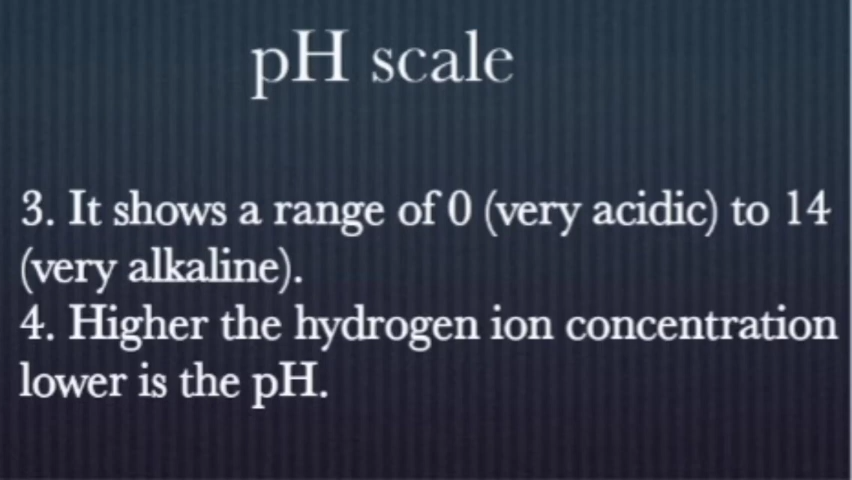 pH scale
3. It shows a range of 0 (very acidic) to 14
(very alkaline).
4. Higher the hydrogen ion concentration
lower is the pH.